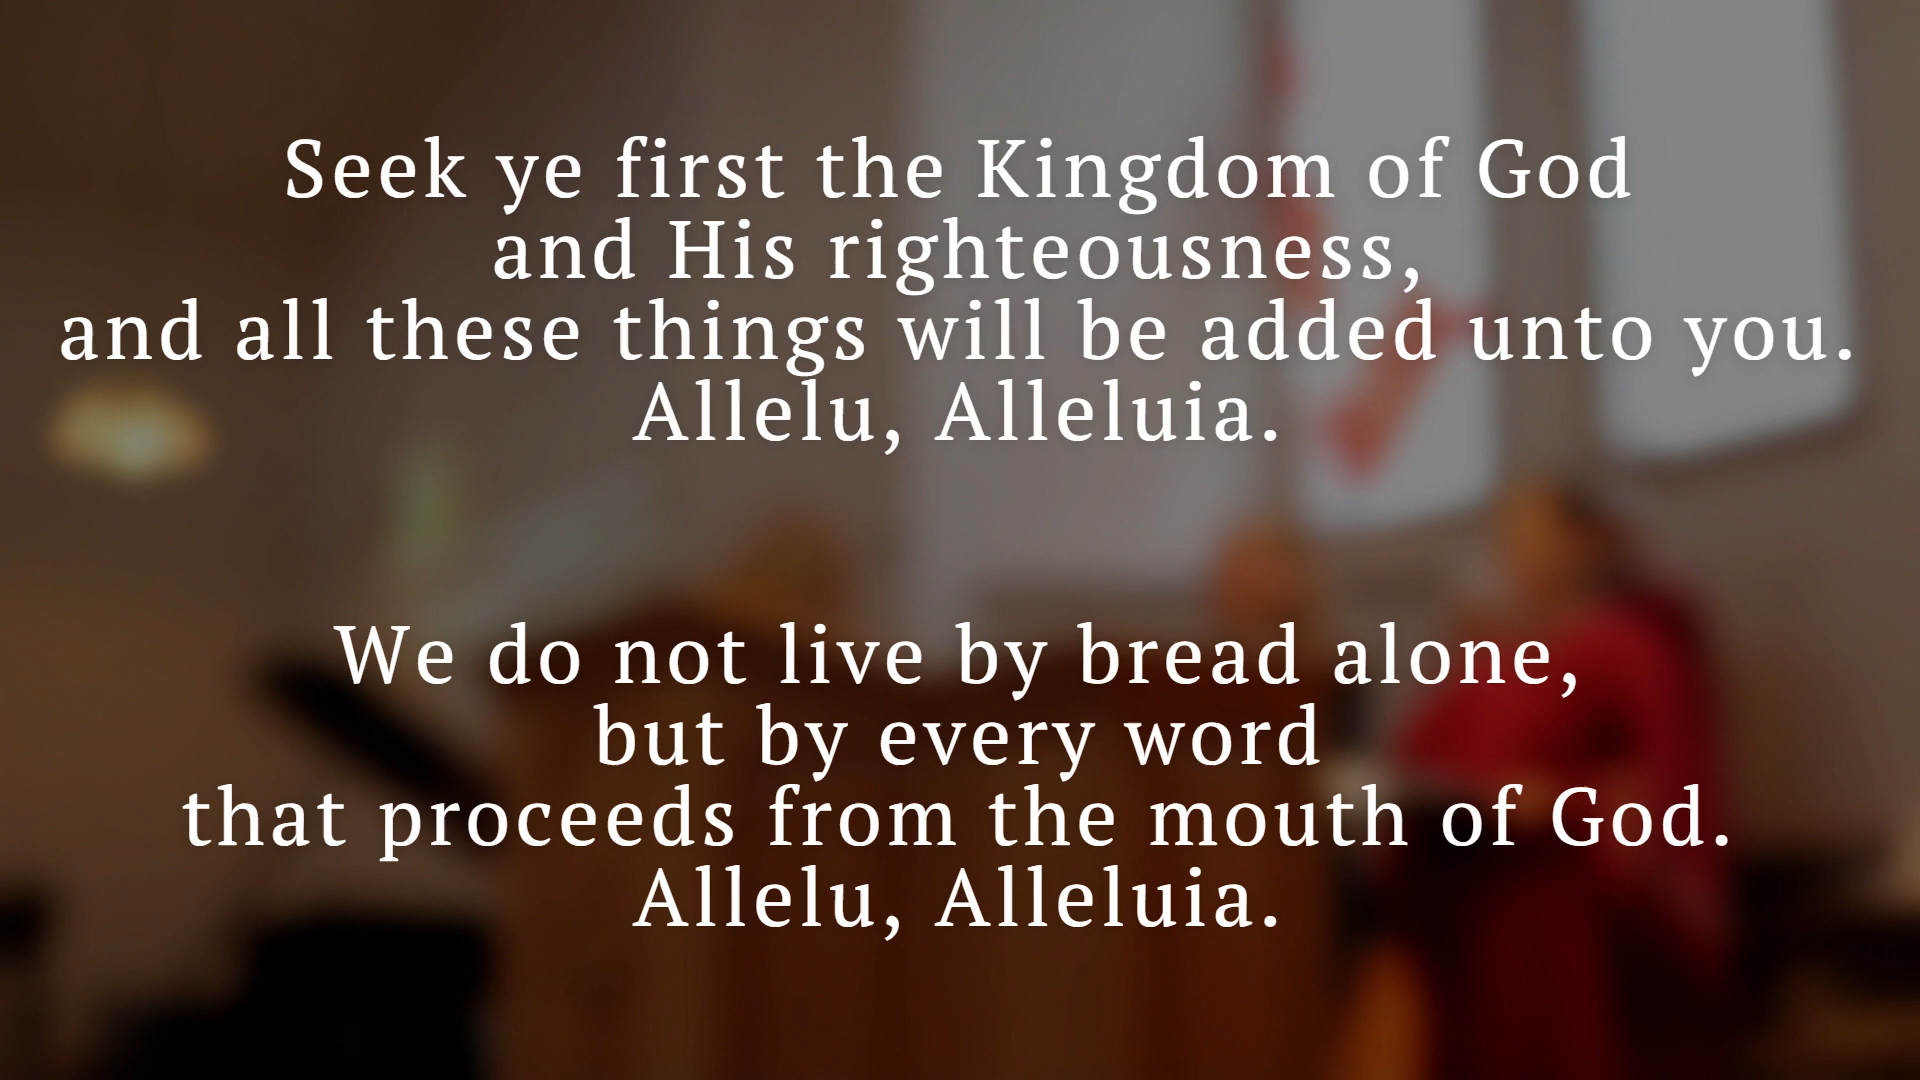 Seek ye first the Kingdom of God
and His righteousness,
and all these things will be added unto you.
Allelu, Alleluia.
We do not live by bread alone,
but by every word
that proceeds from the mouth of God.
Allelu, Alleluia.